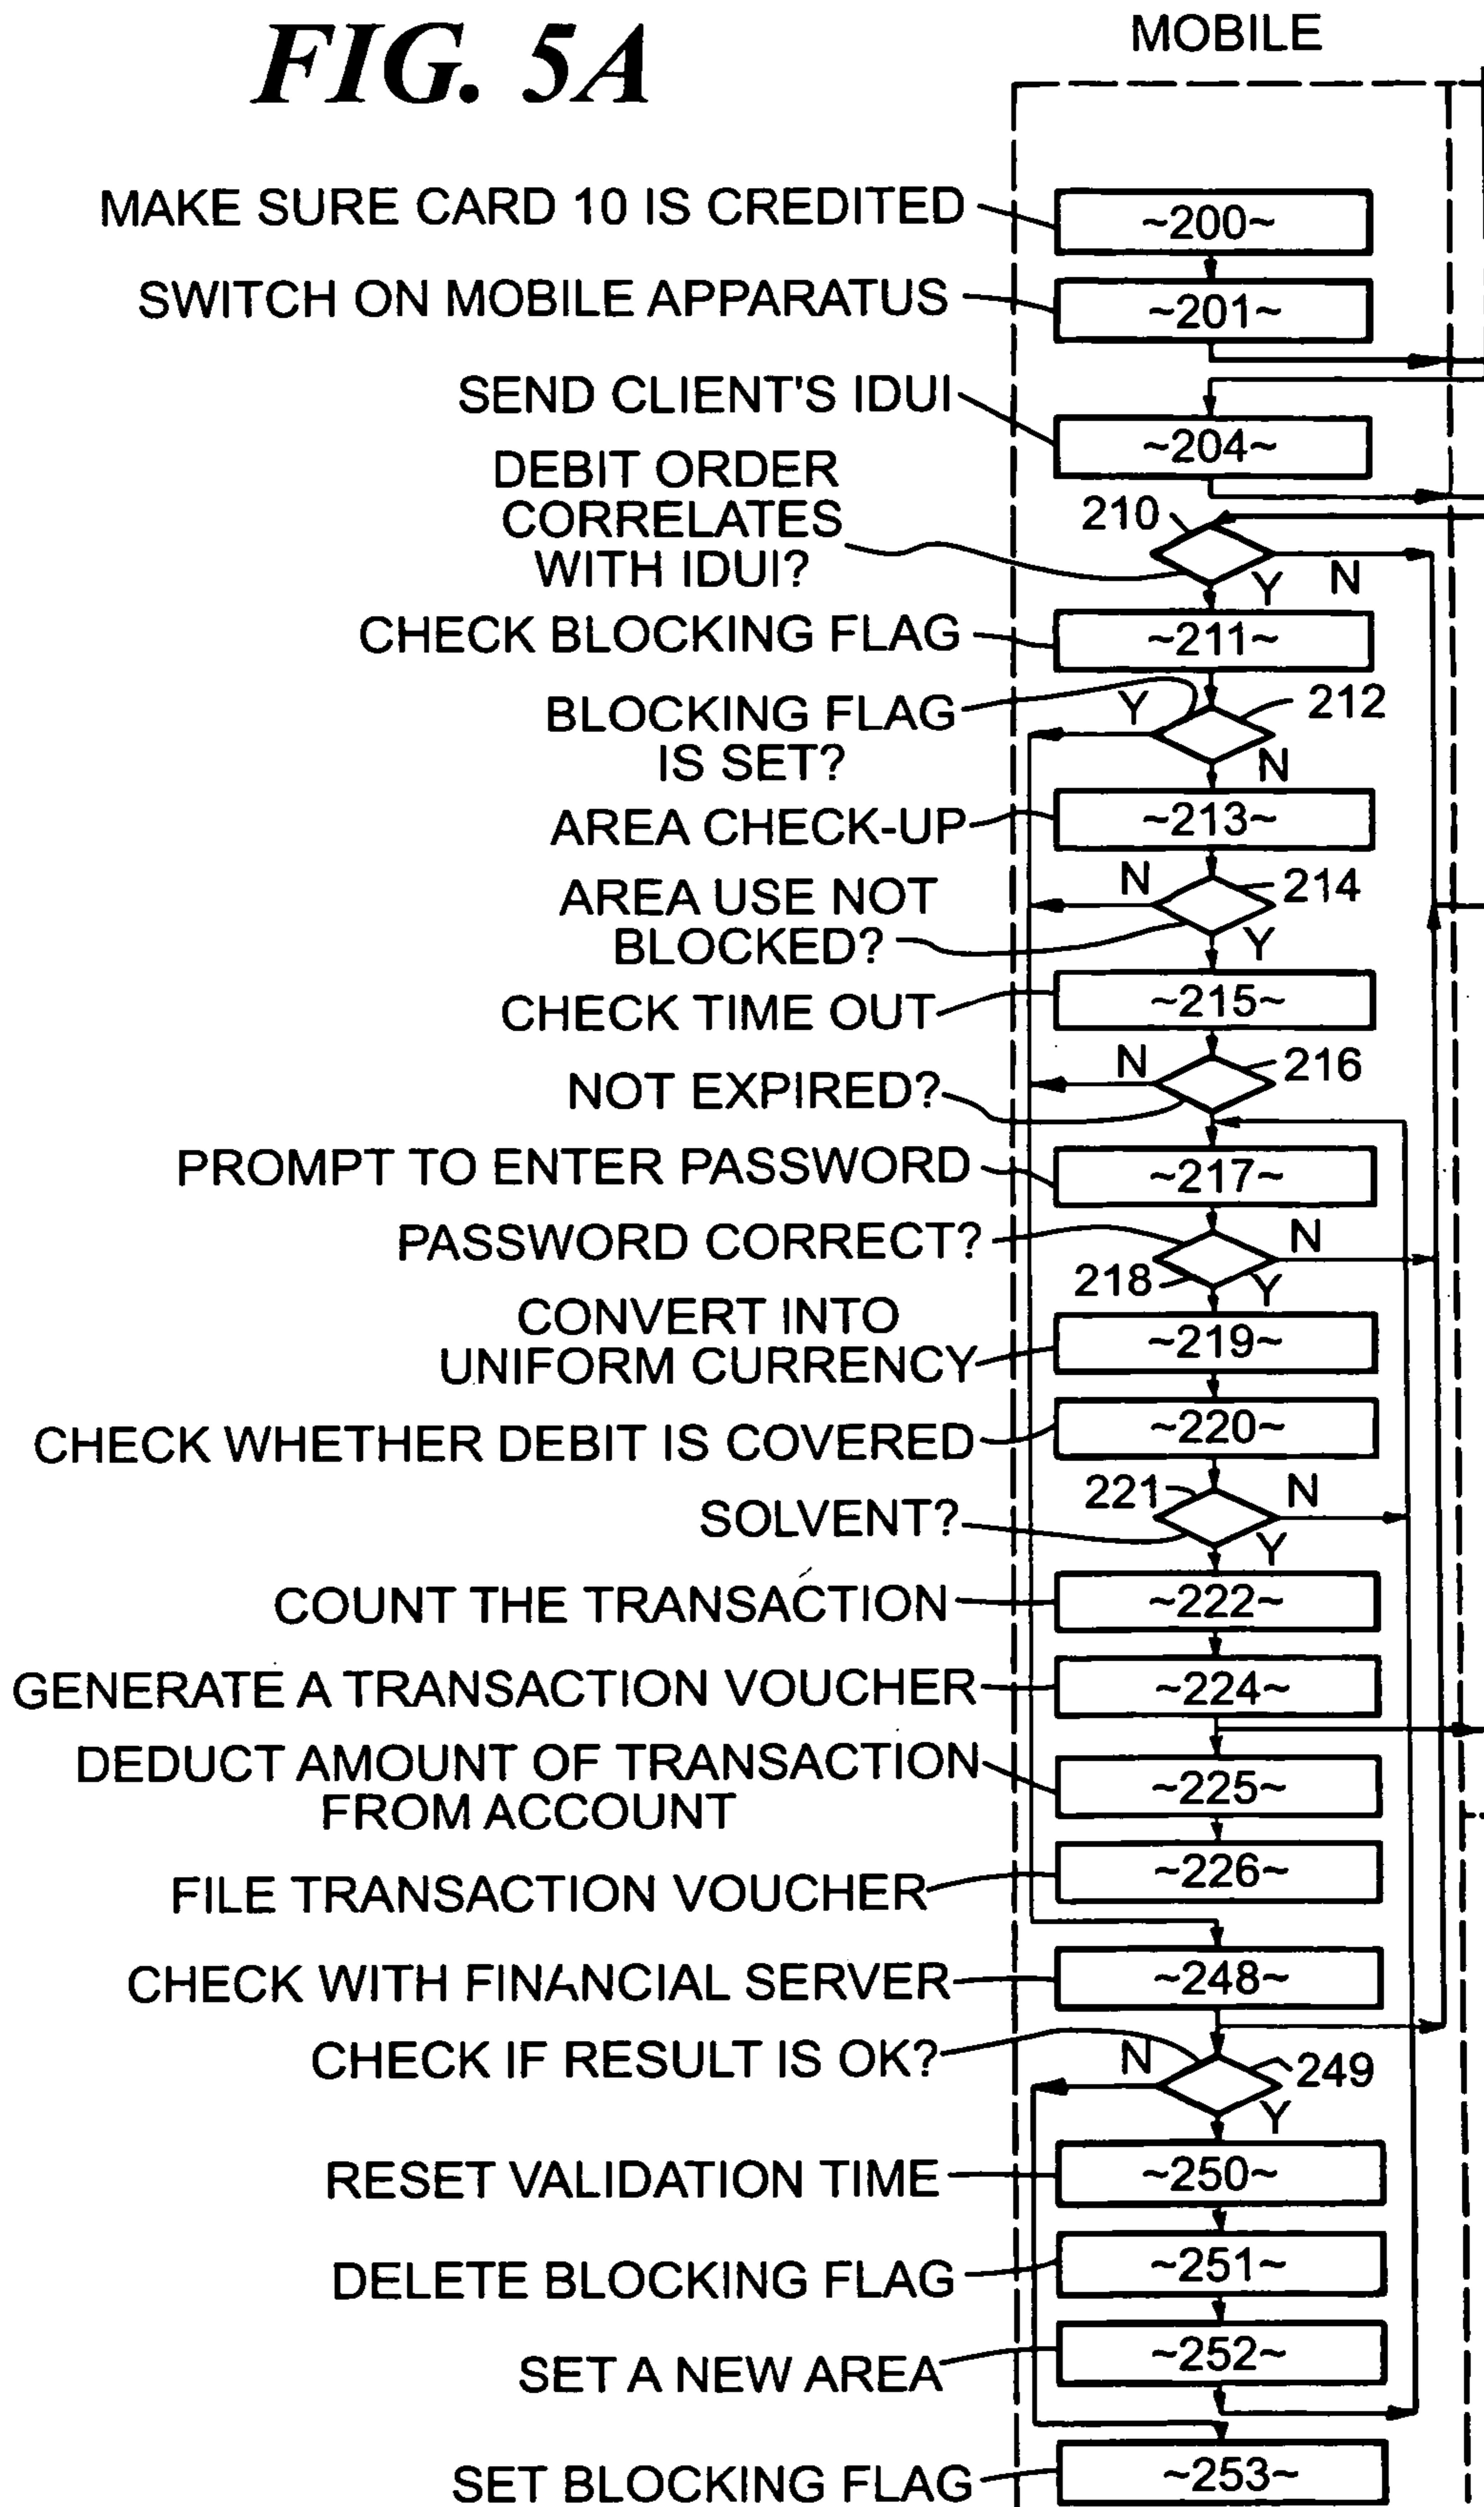 FIG. 5A
MOBILE
MAKE SURE CARD 10 IS CREDITED
~200~
SWITCH ON MOBILE APPARATUS
~201~
SEND CLIENT'S IDUI
~204~
DEBIT ORDER
CORRELATES
WITH IDUI?
210
Y
N
CHECK BLOCKING FLAG
~211~
BLOCKING FLAG
IS SET?
Y
212
N
AREA CHECK-UP
~213~
AREA USE NOT
BLOCKED?
N
214
Y
CHECK TIME OUT
~215~
NOT EXPIRED?
N
216
PROMPT TO ENTER PASSWORD
~217~
PASSWORD CORRECT?
N
218
Y
CONVERT INTO
UNIFORM CURRENCY
~219~
CHECK WHETHER DEBIT IS COVERED
~220~
SOLVENT?
221
N
Y
COUNT THE TRANSACTION
~222~
GENERATE A TRANSACTION VOUCHER
~224~
DEDUCT AMOUNT OF TRANSACTION
FROM ACCOUNT
~225~
FILE TRANSACTION VOUCHER
~226~
CHECK WITH FINANCIAL SERVER
~248~
CHECK IF RESULT IS OK?
N
249
Y
RESET VALIDATION TIME
~250~
DELETE BLOCKING FLAG
~251~
SET A NEW AREA
~252~
SET BLOCKING FLAG
~253~